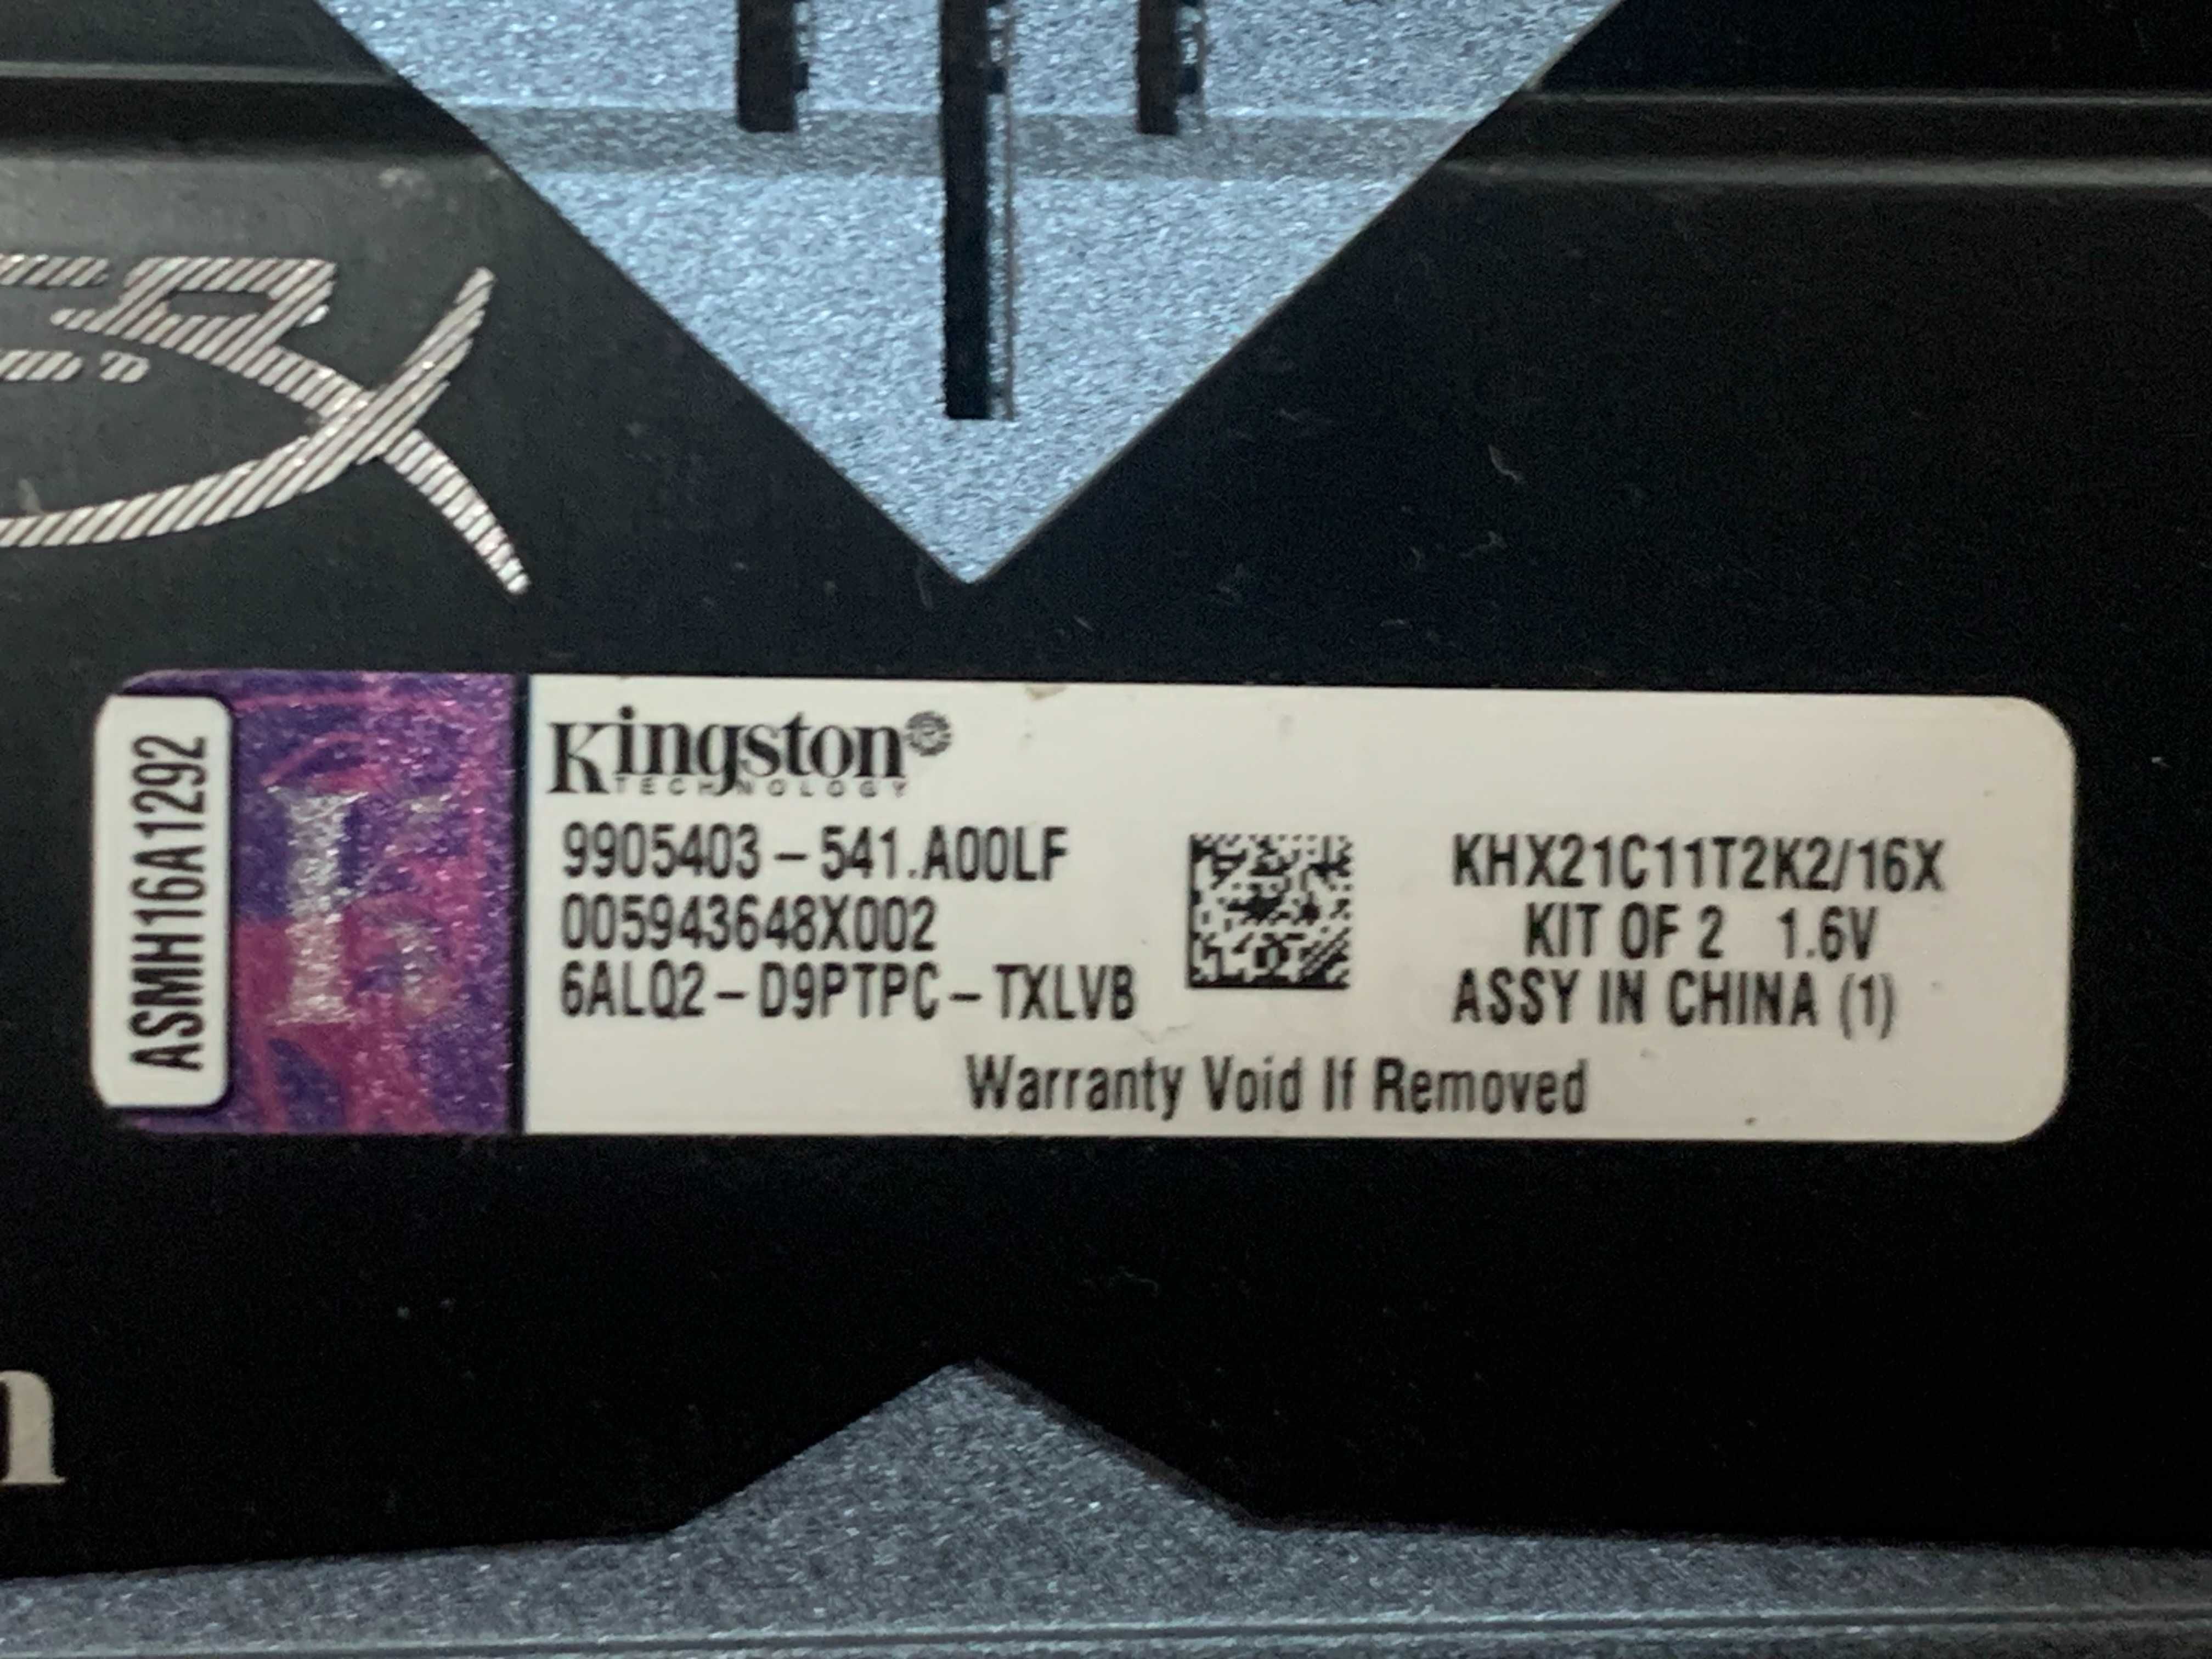 ASMH16A1292
Kingston®
TECHNOLOGY
9905403-541.A00LF
005943648X002
6ALQ2-D9PTPC-TXLVB
KHX21C11T2K2/16X
KIT OF 2 1.6V
ASSY IN CHINA (1)
Warranty Void If Removed